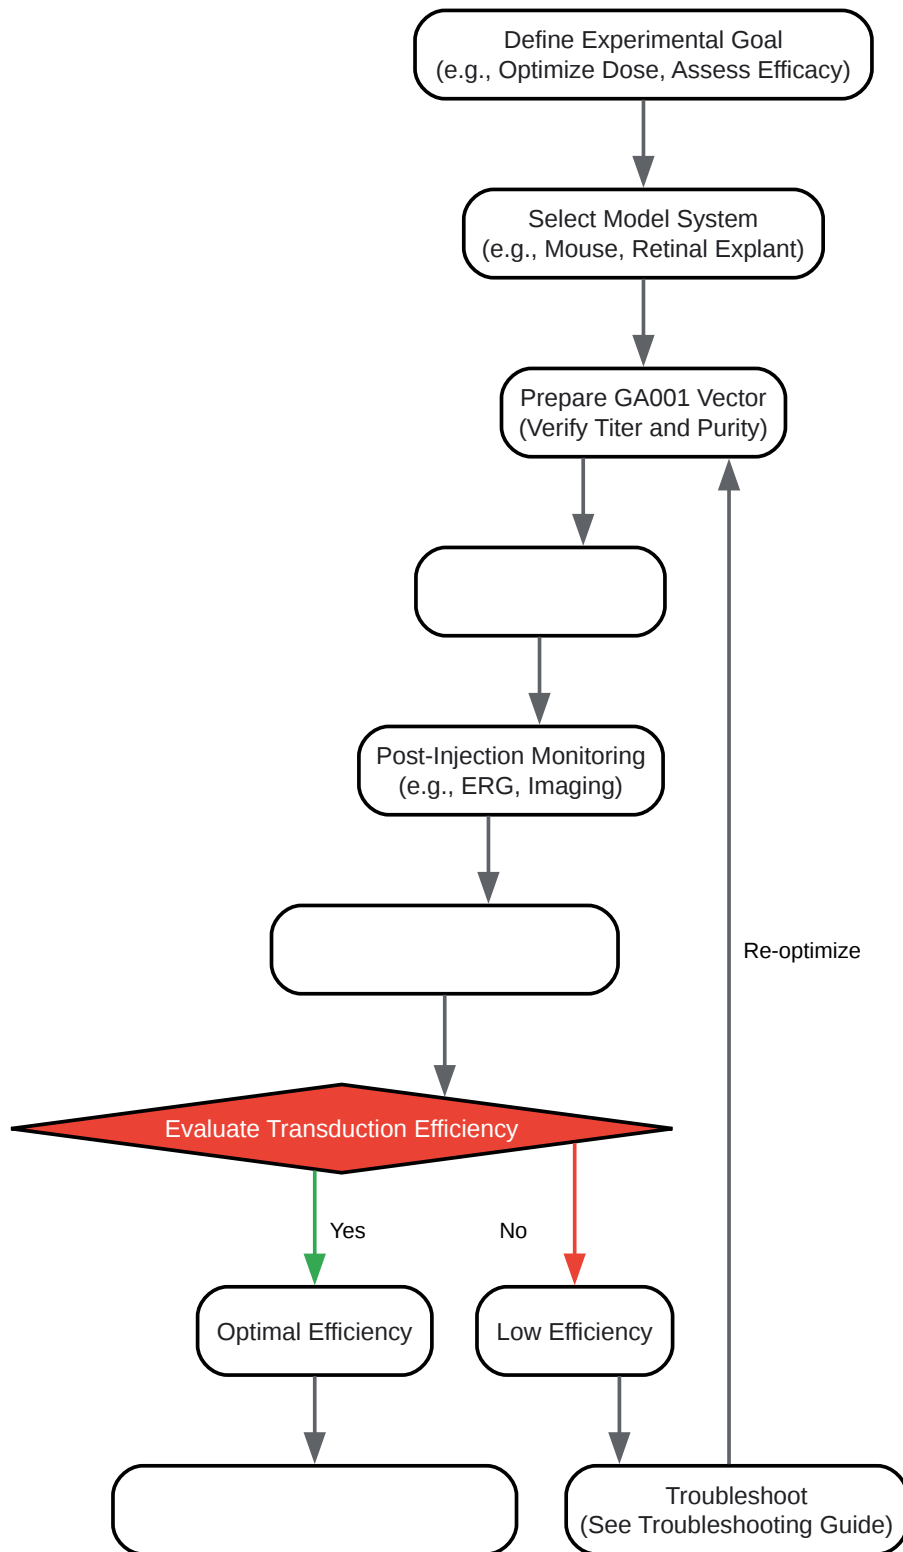 Define Experimental Goal
(e.g., Optimize Dose, Assess Efficacy)
Select Model System
(e.g., Mouse, Retinal Explant)
Prepare GA001 Vector
(Verify Titer and Purity)
Post-Injection Monitoring
(e.g., ERG, Imaging)
Re-optimize
Evaluate Transduction Efficiency
Yes
No
Optimal Efficiency
Low Efficiency
Troubleshoot
(See Troubleshooting Guide)